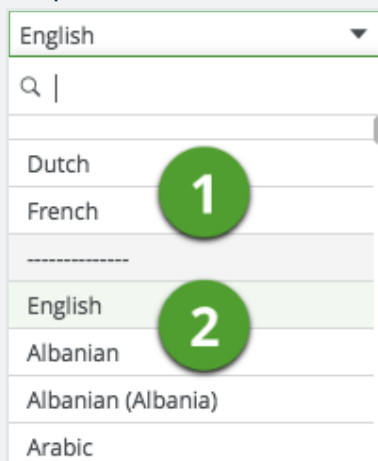 English
Dutch
1
French
--------------
English
2
Albanian
Albanian (Albania)
Arabic